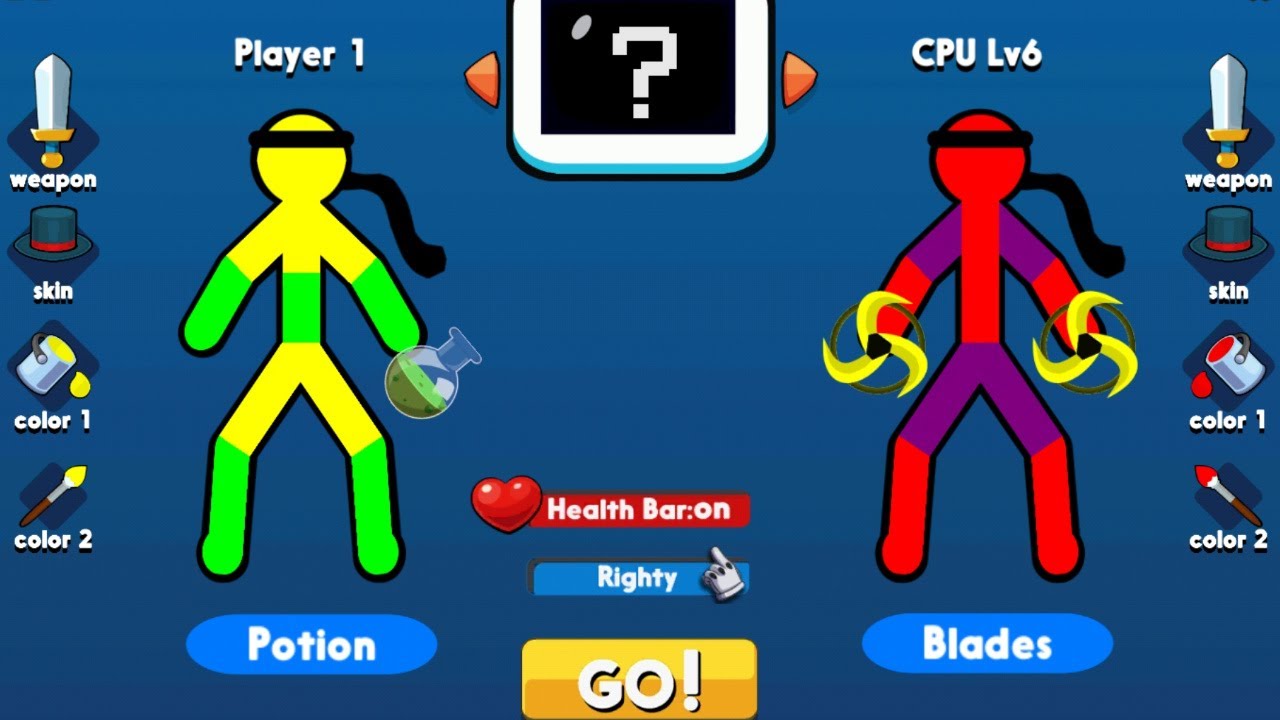 Player 1
?
CPU Lv6
weapon
skin
color 1
color 2
weapon
skin
color 1
color 2
Health Bar:on
Righty
Potion
Blades
GO!